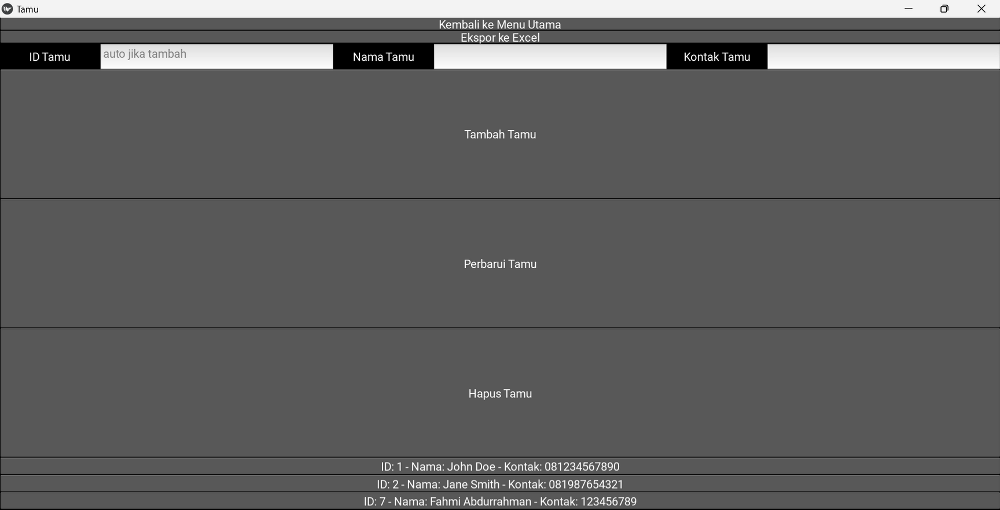 Tamu
Kembali ke Menu Utama
Ekspor ke Excel
ID Tamu auto jika tambah Nama Tamu Kontak Tamu
Tambah Tamu
Perbarui Tamu
Hapus Tamu
ID: 1 - Nama: John Doe - Kontak: 081234567890
ID: 2 - Nama: Jane Smith - Kontak: 081987654321
ID: 7 - Nama: Fahmi Abdurrahman - Kontak: 123456789